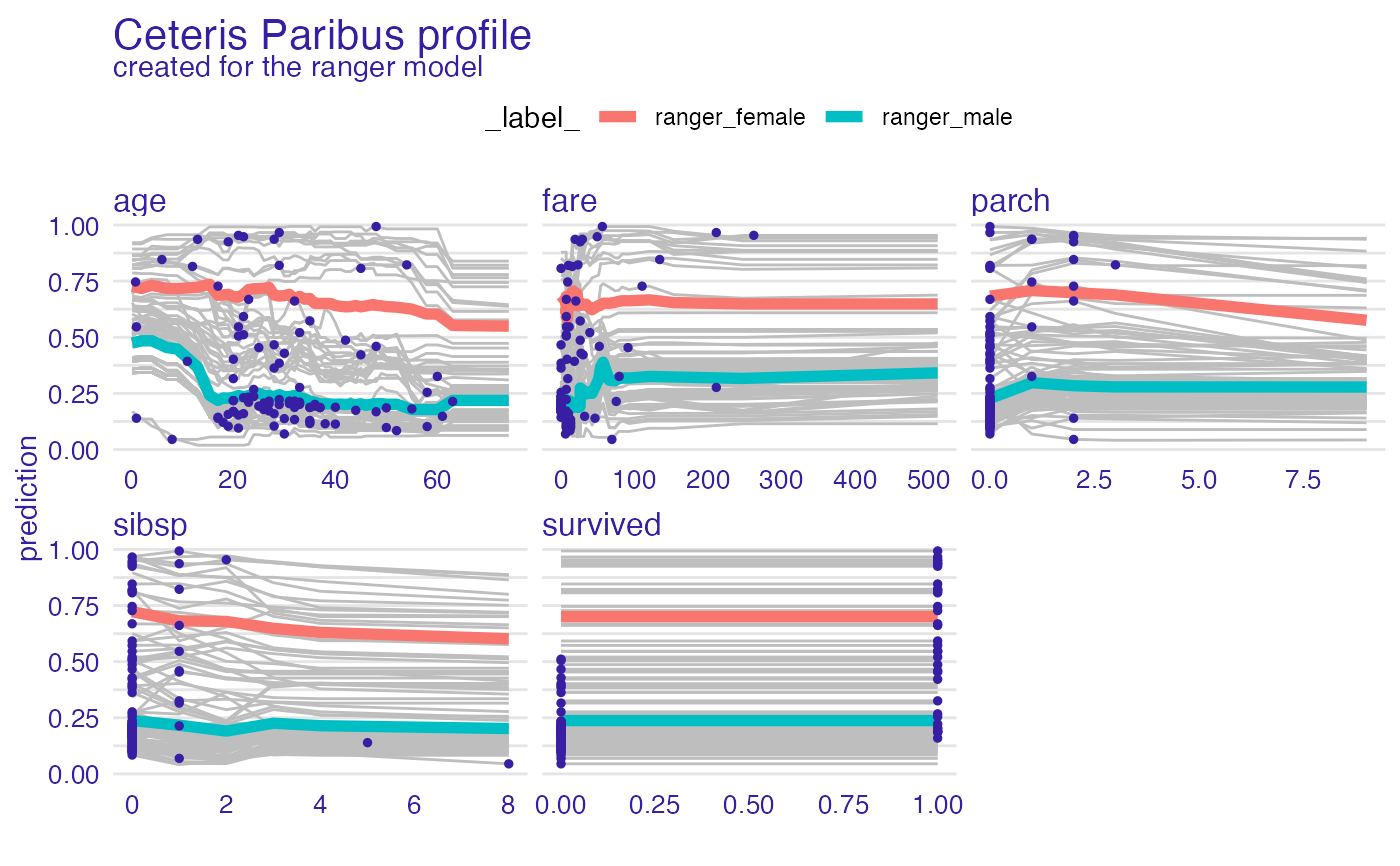 Ceteris Paribus profile
created for the ranger model
_label_ ranger_female ranger_male
age fare parch
1.00
0.75
0.50
0.25
0.00
0 20 40 60 0 100 200 300 400 500 0.0 2.5 5.0 7.5
prediction
sibsp survived
1.00
0.75
0.50
0.25
0.00
0 2 4 6 8 0.00 0.25 0.50 0.75 1.00